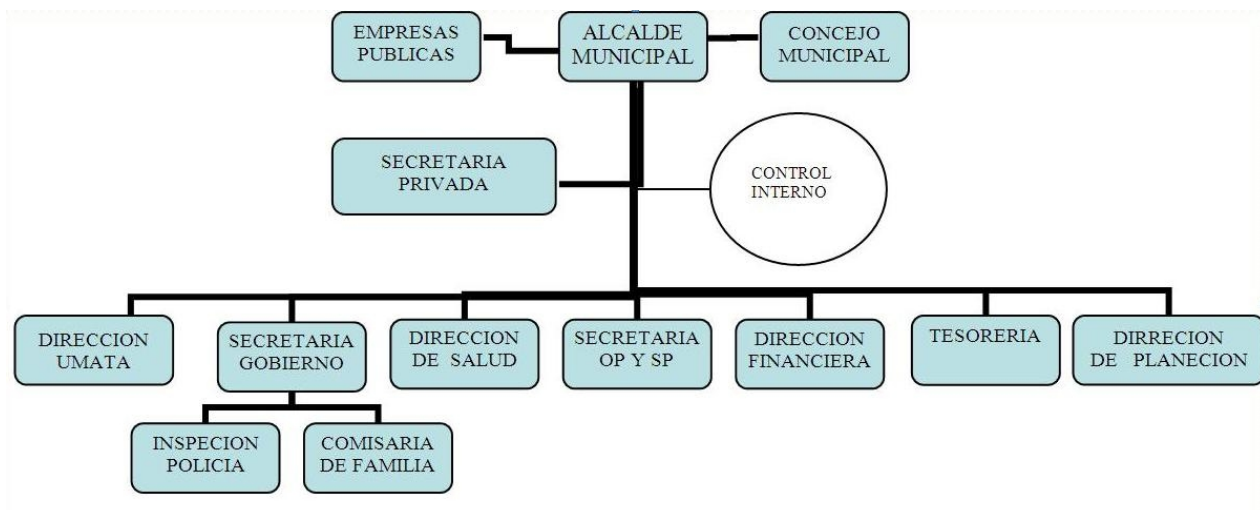 EMPRESAS
PUBLICAS
ALCALDE
MUNICIPAL
CONCEJO
MUNICIPAL
SECRETARIA
PRIVADA
CONTROL
INTERNO
DIRECCION
UMATA
SECRETARIA
GOBIERNO
DIRECCION
DE SALUD
SECRETARIA
OP Y SP
DIRECCION
FINANCIERA
TESORERIA
DIRRECION
DE PLANECION
INSPECION
POLICIA
COMISARIA
DE FAMILIA